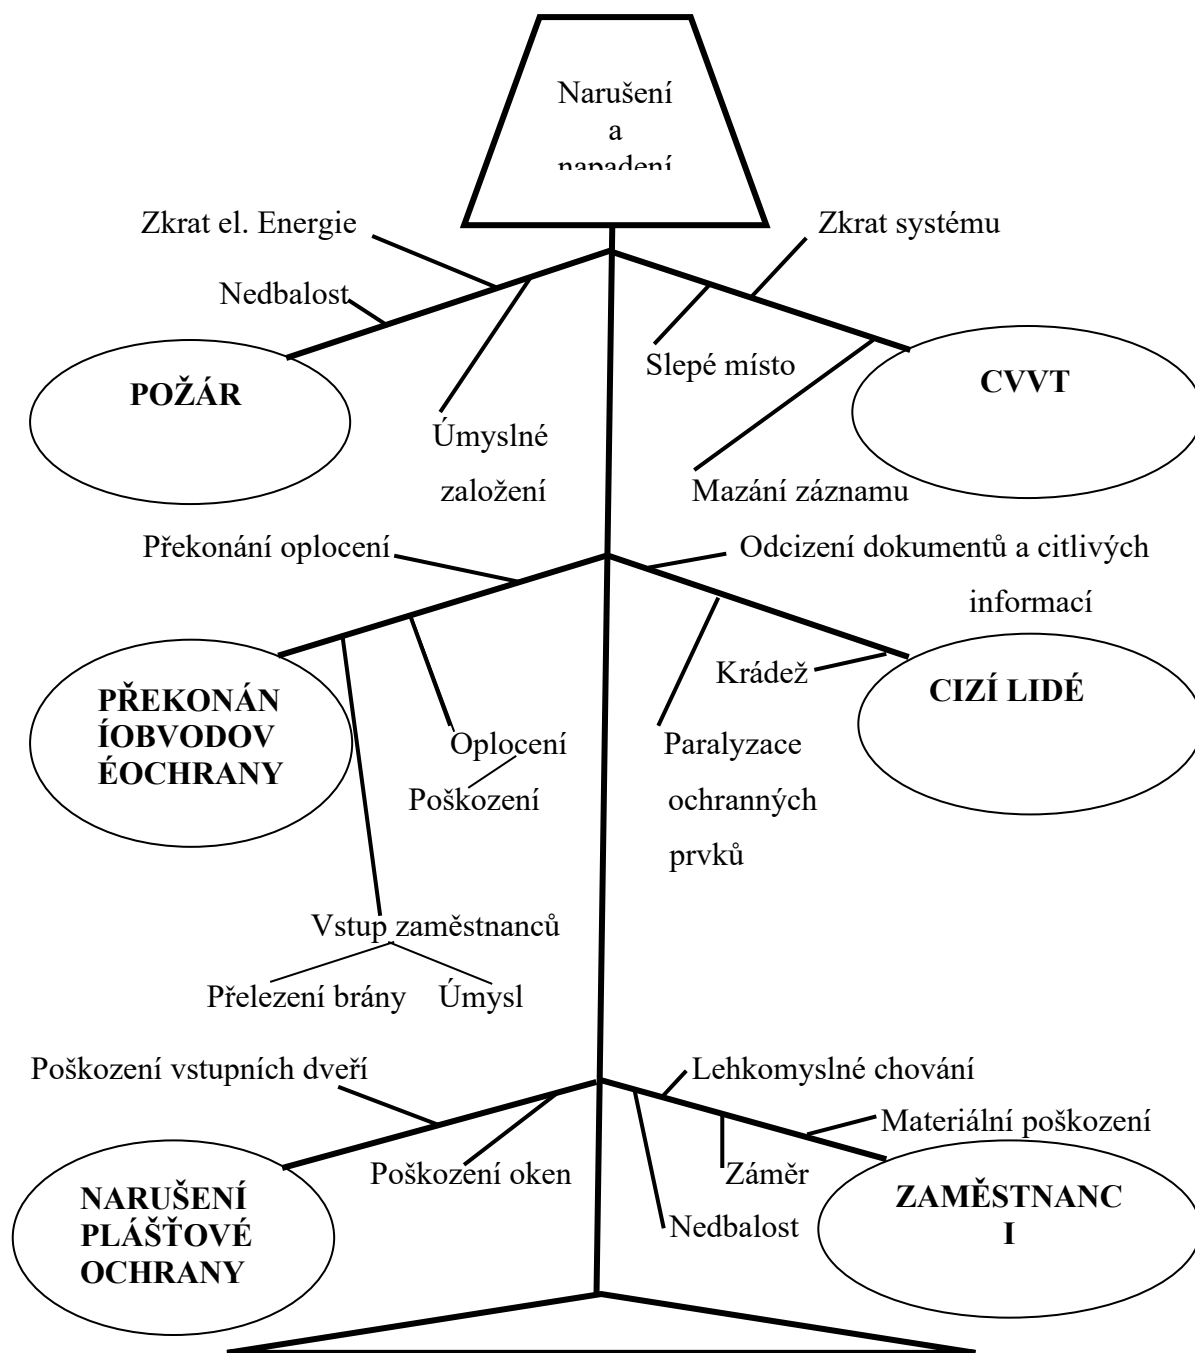 Narušení
a
napadení
Zkrat el. Energie
Zkrat systému
Nedbalost
Slepé místo
POŽÁR
CVVT
Úmyslné
založení
Mazání záznamu
Překonání oplocení
Odcizení dokumentů a citlivých
informací
Krádež
PŘEKONÁN
ÍOBVODOV
ÉOCHRANY
CIZÍ LIDÉ
Oplocení
Poškození
Paralyzace
ochranných
prvků
Vstup zaměstnanců
Přelezení brány
Úmysl
Poškození vstupních dveří
Lehkomyslné chování
Materiální poškození
Poškození oken
Záměr
Nedbalost
NARUŠENÍ
PLÁŠŤOVÉ
OCHRANY
ZAMĚSTNANC
I